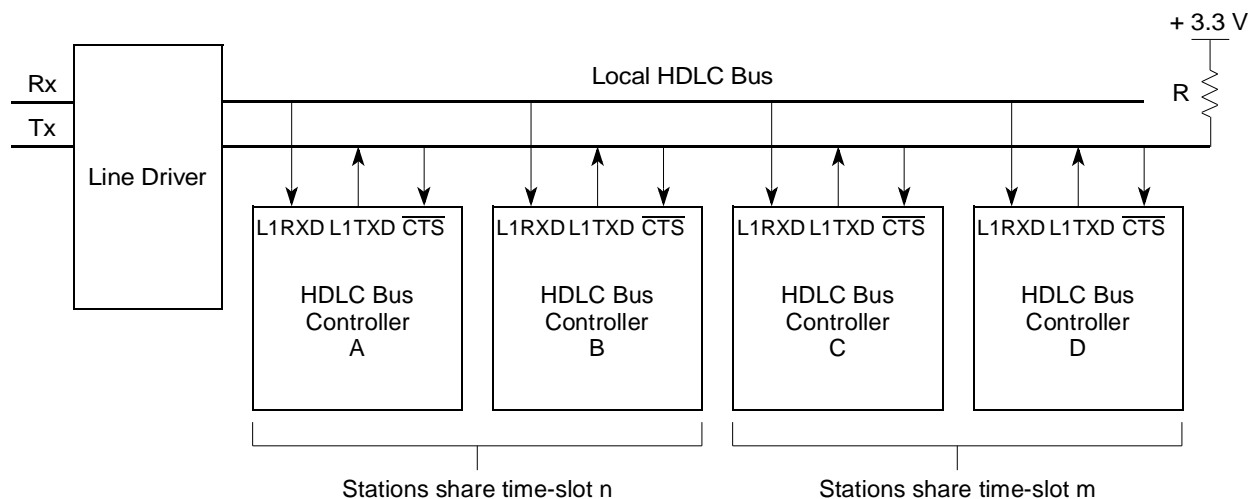 + 3.3 V
Rx
Local HDLC Bus
R
Tx
Line Driver
L1RXD L1TXD CTS
L1RXD L1TXD CTS
L1RXD L1TXD CTS
L1RXD L1TXD CTS
HDLC Bus
Controller
A
HDLC Bus
Controller
B
HDLC Bus
Controller
C
HDLC Bus
Controller
D
Stations share time-slot n
Stations share time-slot m